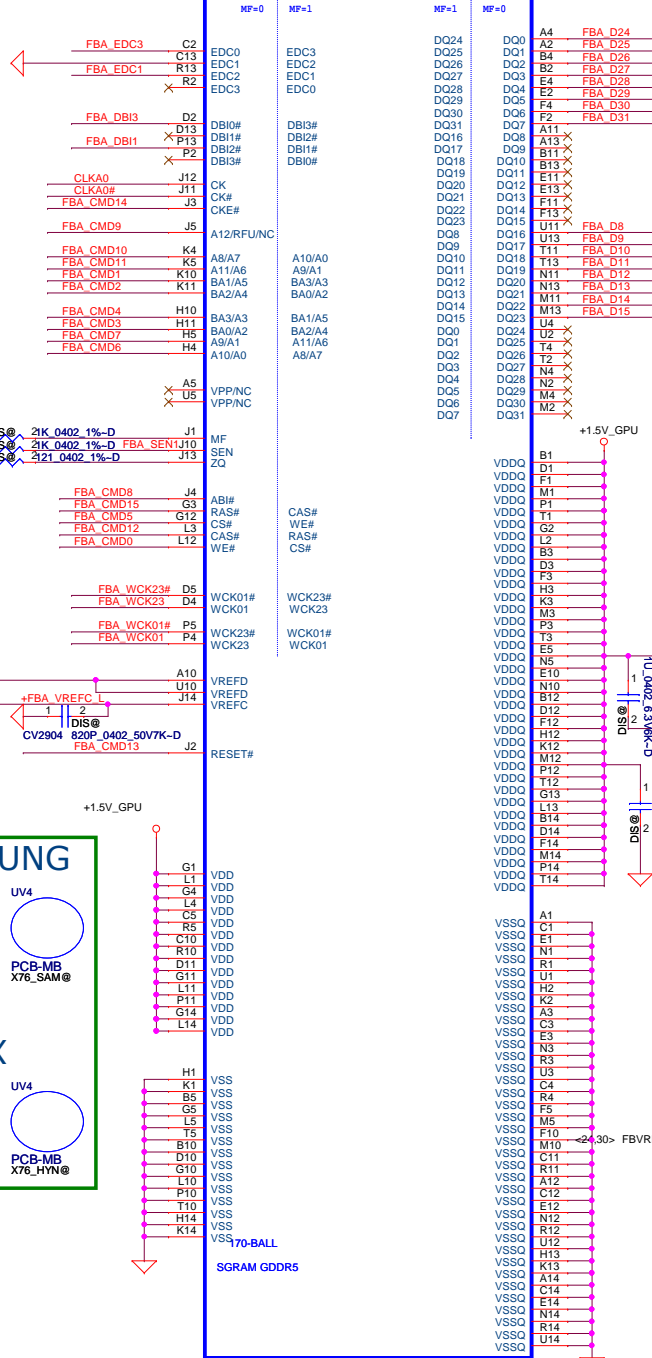 MF=0 MF=1 MF=1 MF=0
FBA_EDC3 C2 EDC0 EDC3
C13 EDC1 EDC2
FBA_EDC1 R13 EDC2 EDC1
R2 EDC3 EDC0
FBA_DBI3 D2 DBI0# DBI3#
D13 DBI1# DBI2#
FBA_DBI1 P13 DBI2# DBI1#
P2 DBI3# DBI0#
CLKA0 J12 CK
CLKA0# J11 CK#
FBA_CMD14 J3 CKE#
FBA_CMD9 J5 A12/RFU/NC
FBA_CMD10 K4 A8/A7 A10/A0
FBA_CMD11 K5 A11/A6 A9/A1
FBA_CMD1 K10 BA1/A5 BA3/A3
FBA_CMD2 K11 BA2/A4 BA0/A2
FBA_CMD4 H10 BA3/A3 BA1/A5
FBA_CMD3 H11 BA0/A2 BA2/A4
FBA_CMD7 H5 A9/A1 A11/A6
FBA_CMD6 H4 A10/A0 A8/A7
A5 VPP/NC
U5 VPP/NC
S@ 2 1K_0402_1%~D J1 MF
S@ 2 1K_0402_1%~D FBA_SEN1 J10 SEN
S@ 2 121_0402_1%~D J13 ZQ
FBA_CMD8 J4 ABI#
FBA_CMD15 G3 RAS# CAS#
FBA_CMD5 G12 CS# WE#
FBA_CMD12 L3 CAS# RAS#
FBA_CMD0 L12 WE# CS#
FBA_WCK23# D5 WCK01# WCK23#
FBA_WCK23 D4 WCK01 WCK23
FBA_WCK01# P5 WCK23# WCK01#
FBA_WCK01 P4 WCK23 WCK01
A10 VREFD
U10 VREFD
+FBA_VREFC_L J14 VREFC
1 2
DIS@
CV2904 820P_0402_50V7K~D
FBA_CMD13 J2 RESET#
+1.5V_GPU
G1 VDD
L1 VDD
G4 VDD
L4 VDD
C5 VDD
R5 VDD
C10 VDD
R10 VDD
D11 VDD
G11 VDD
L11 VDD
P11 VDD
G14 VDD
L14 VDD
H1 VSS
K1 VSS
B5 VSS
G5 VSS
L5 VSS
T5 VSS
B10 VSS
D10 VSS
G10 VSS
L10 VSS
P10 VSS
T10 VSS
H14 VSS
K14 VSS
170-BALL
SGRAM GDDR5
UNG
UV4
PCB-MB
X76_SAM@
X
UV4
PCB-MB
X76_HYN@
DQ24 DQ0 A4 FBA_D24
DQ25 DQ1 A2 FBA_D25
DQ26 DQ2 B4 FBA_D26
DQ27 DQ3 B2 FBA_D27
DQ28 DQ4 E4 FBA_D28
DQ29 DQ5 E2 FBA_D29
DQ30 DQ6 F4 FBA_D30
DQ31 DQ7 F2 FBA_D31
DQ16 DQ8 A11
DQ17 DQ9 A13
DQ18 DQ10 B11
DQ19 DQ11 B13
DQ20 DQ12 E11
DQ21 DQ13 E13
DQ22 DQ14 F11
DQ23 DQ15 F13
DQ8 DQ16 U11 FBA_D8
DQ9 DQ17 U13 FBA_D9
DQ10 DQ18 T11 FBA_D10
DQ11 DQ19 T13 FBA_D11
DQ12 DQ20 N11 FBA_D12
DQ13 DQ21 N13 FBA_D13
DQ14 DQ22 M11 FBA_D14
DQ15 DQ23 M13 FBA_D15
DQ0 DQ24 U4
DQ1 DQ25 U2
DQ2 DQ26 T4
DQ3 DQ27 T2
DQ4 DQ28 N4
DQ5 DQ29 N2
DQ6 DQ30 M4
DQ7 DQ31 M2
+1.5V_GPU
VDDQ B1
VDDQ D1
VDDQ F1
VDDQ M1
VDDQ P1
VDDQ T1
VDDQ G2
VDDQ L2
VDDQ B3
VDDQ D3
VDDQ F3
VDDQ H3
VDDQ K3
VDDQ M3
VDDQ P3
VDDQ T3
VDDQ E5
VDDQ N5
VDDQ E10
VDDQ N10
VDDQ B12
VDDQ D12
VDDQ F12
VDDQ H12
VDDQ K12
VDDQ M12
VDDQ P12
VDDQ T12
VDDQ G13
VDDQ L13
VDDQ B14
VDDQ D14
VDDQ F14
VDDQ M14
VDDQ P14
VDDQ T14
1U_0402_6.3V6K~D
1
DIS@ 2
1
DIS@ 2
VSSQ A1
VSSQ C1
VSSQ E1
VSSQ N1
VSSQ R1
VSSQ U1
VSSQ H2
VSSQ K2
VSSQ A3
VSSQ C3
VSSQ E3
VSSQ N3
VSSQ R3
VSSQ U3
VSSQ C4
VSSQ R4
VSSQ F5
VSSQ M5
VSSQ F10 FBVR
VSSQ M10
VSSQ C11
VSSQ R11
VSSQ A12
VSSQ C12
VSSQ E12
VSSQ N12
VSSQ R12
VSSQ U12
VSSQ H13
VSSQ K13
VSSQ A14
VSSQ C14
VSSQ E14
VSSQ N14
VSSQ R14
VSSQ U14